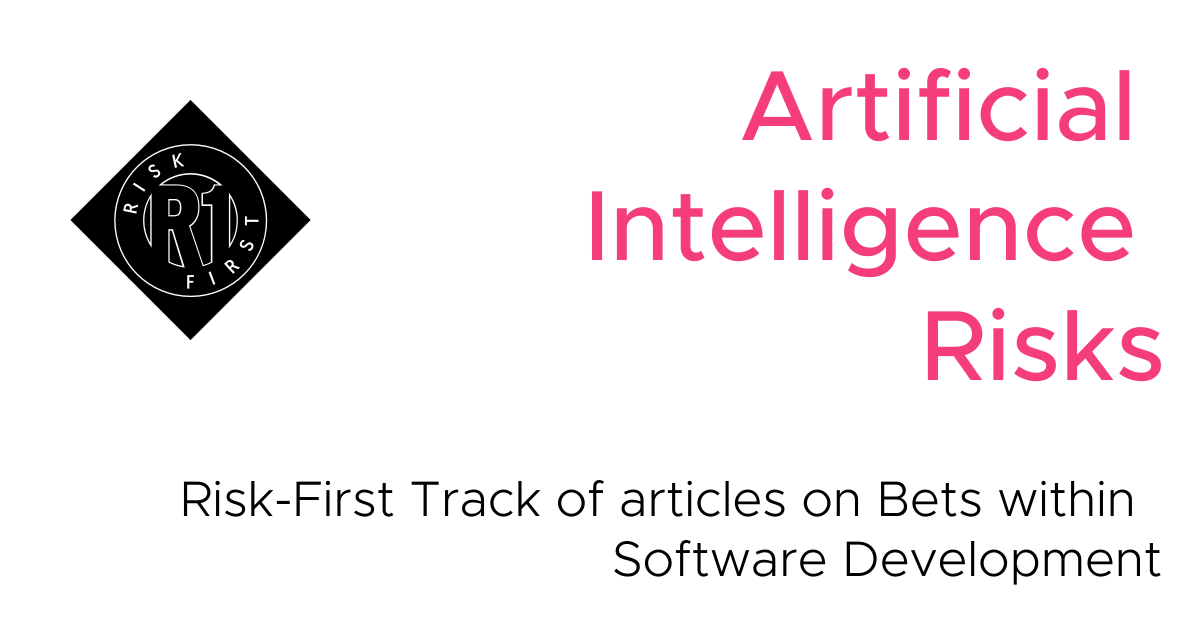 RISK
R1
FIRST
Artificial
Intelligence
Risks
Risk-First Track of articles on Bets within
Software Development